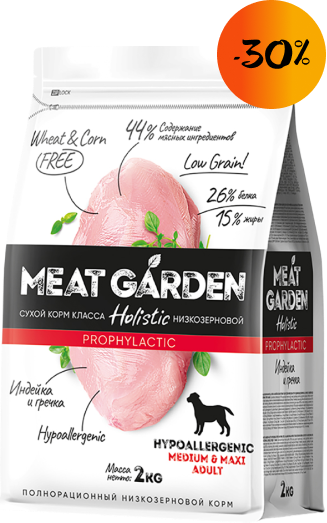 -30%
Wheat & Corn
FREE
44% Содержание
мясных ингредиентов
Low Grain!
26% белка
15% жиры
MEAT GARDEN
СУХОЙ КОРМ КЛАССА Holistic НИЗКОЗЕРНОВОЙ
PROPHYLACTIC
Индейка
и гречка
Hypoallergenic
HYPOALLERGENIC
MEDIUM & MAXI
ADULT
Масса
нетто: 2KG
ПОЛНОРАЦИОННЫЙ НИЗКОЗЕРНОВОЙ КОРМ
MEAT
GARDEN
Holistic
PROPHYLACTIC
Индейка
и гречка
2KG